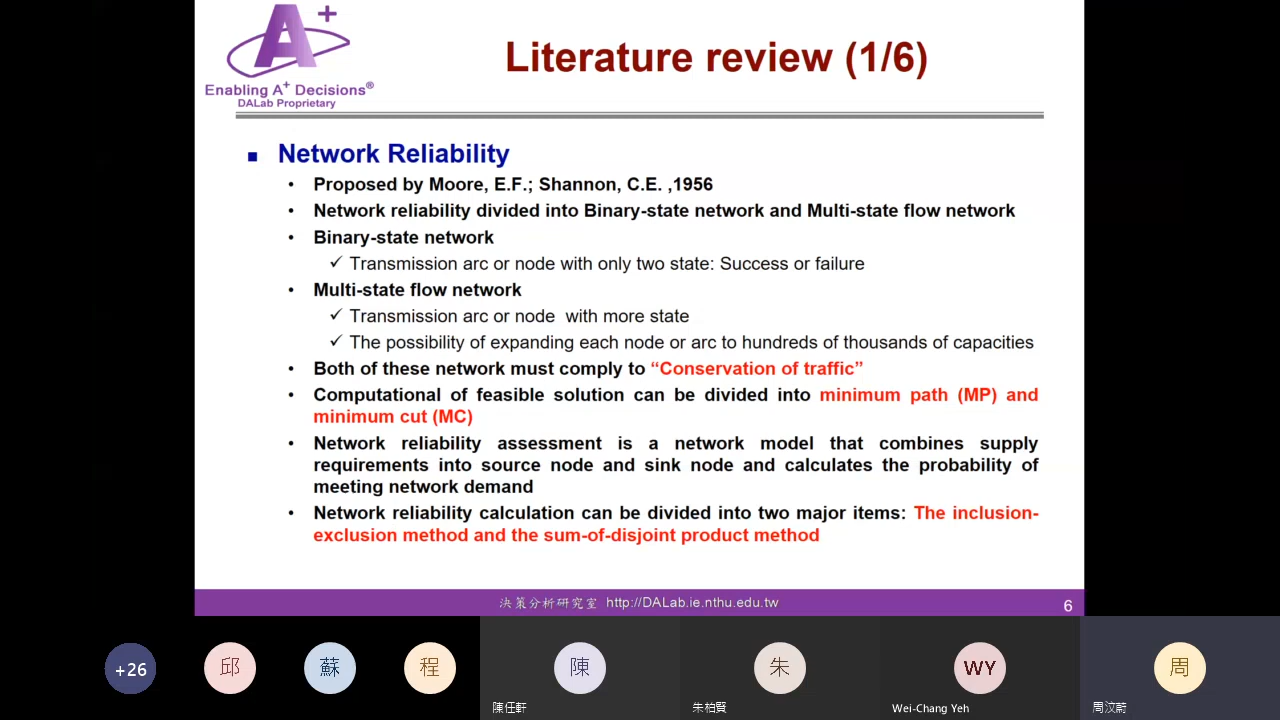 A+
Enabling A+ Decisions®
DALab Proprietary
Literature review (1/6)
Network Reliability
Proposed by Moore, E.F.; Shannon, C.E. ,1956
Network reliability divided into Binary-state network and Multi-state flow network
Binary-state network
Transmission arc or node with only two state: Success or failure
Multi-state flow network
Transmission arc or node with more state
The possibility of expanding each node or arc to hundreds of thousands of capacities
Both of these network must comply to “Conservation of traffic”
Computational of feasible solution can be divided into minimum path (MP) and
minimum cut (MC)
Network reliability assessment is a network model that combines supply
requirements into source node and sink node and calculates the probability of
meeting network demand
Network reliability calculation can be divided into two major items: The inclusion-
exclusion method and the sum-of-disjoint product method
決策分析研究室 http://DALab.ie.nthu.edu.tw
6
+26
邱
蘇
程
陳
朱
WY
周
陳任軒
朱柏賢
Wei-Chang Yeh
周汶蔚